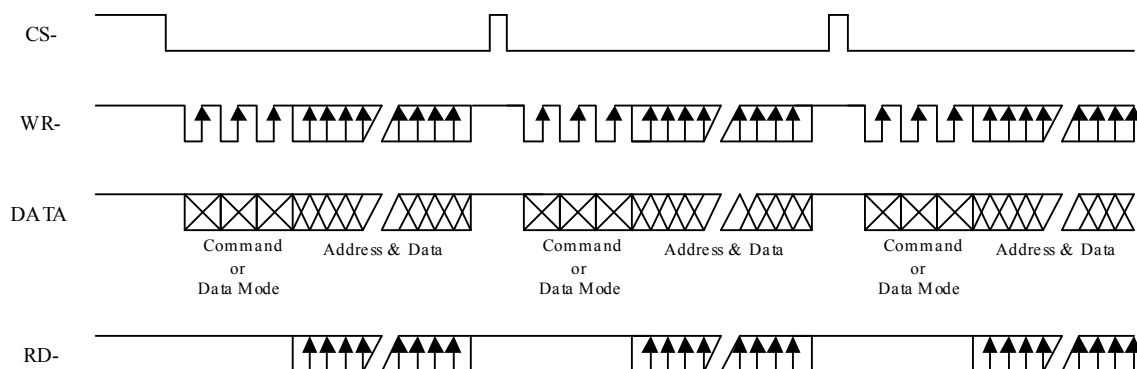 CS-
WR-
DATA
Command
or
Data Mode
Address & Data
Command
or
Data Mode
Address & Data
Command
or
Data Mode
Address & Data
RD-